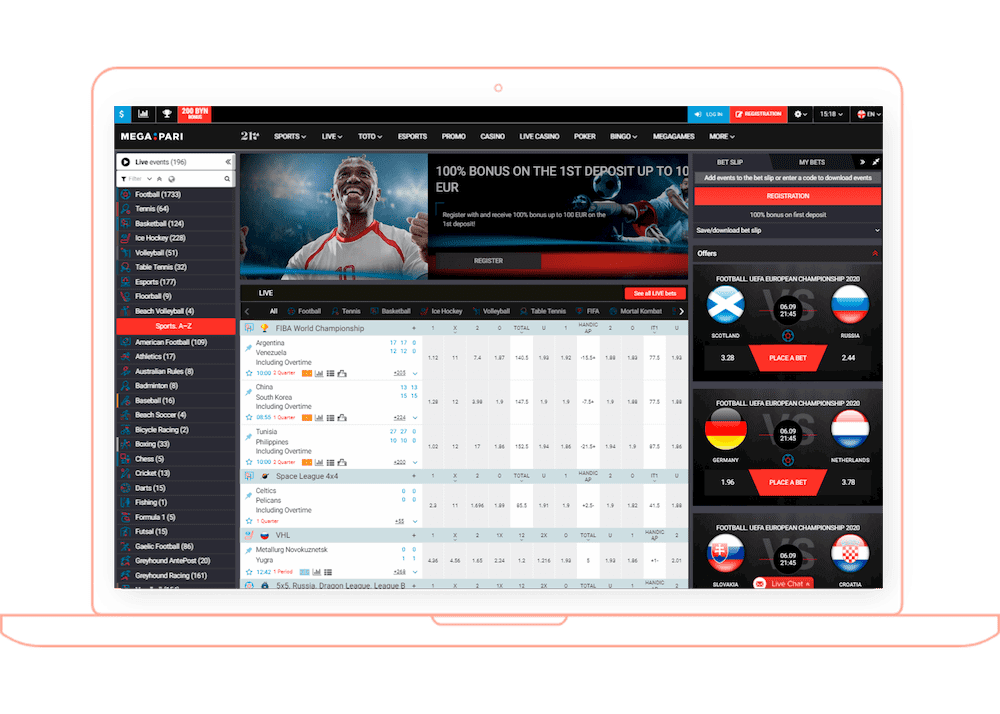 $
200 BYN
BONUS
LOG IN
REGISTRATION
15:18
EN
MEGA PARI
SPORTS
LIVE
TOTO
ESPORTS
PROMO
CASINO
LIVE CASINO
POKER
BINGO
MEGAGAMES
MORE
Live events (196)
Filter
Football (1733)
Tennis (64)
Basketball (124)
Ice Hockey (228)
Volleyball (51)
Table Tennis (32)
Esports (177)
Floorball (9)
Beach Volleyball (4)
Sports. A–Z
American Football (109)
Athletics (17)
Australian Rules (8)
Badminton (8)
Baseball (16)
Beach Soccer (4)
Bicycle Racing (2)
Boxing (33)
Chess (5)
Cricket (13)
Darts (15)
Fishing (1)
Formula 1 (5)
Futsal (15)
Gaelic Football (86)
Greyhound AntePost (20)
Greyhound Racing (161)
100% BONUS ON THE 1ST DEPOSIT UP TO 10
EUR
Register with and receive 100% bonus up to 100 EUR on the
1st deposit!
REGISTER
LIVE
See all LIVE bets
All Football Tennis Basketball Ice Hockey Volleyball Table Tennis FIFA Mortal Kombat
FIBA World Championship + 1 X 2 O TOTAL U 1 HANDIC AP 2 O IT1 U
Argentina 17 17 0
Venezuela 12 12 0
Including Overtime
10:00 2 Quarter +235
1.12 11 7.4 1.87 140.5 1.93 1.92 -15.5+ 1.88 1.88 77.5 1.93
China 13 13
South Korea 15 15
Including Overtime
08:55 1 Quarter +224
1.28 12 3.98 1.9 147.5 1.9 1.9 -7.5+ 1.9 1.88 77.5 1.88
Tunisia 27 27 0
Philippines 10 10 0
Including Overtime
10:00 2 Quarter +200
1.02 12 17 1.86 152.5 1.94 1.86 -21.5+ 1.94 1.9 87.5 1.86
Space League 4x4 + 1 X 2 O TOTAL U 1 HANDIC AP 2 O IT1 U
Celtics 0 0
Pelicans 0 0
Including Overtime
1 Quarter +55
2.3 11 1.696 1.89 85.5 1.91 1.9 +2.5- 1.9 1.82 41.5 1.88
VHL + 1 X 2 1X 12 2X O TOTAL U 1 HANDIC AP 2
Metallurg Novokuznetsk 0 0
Yugra 1 1
12:42 1 Period +268
4.36 4.56 1.65 2.24 1.2 1.216 1.93 5 1.93 1.86 +1- 2.01
5x5. Russia. Dragon League. League B + 1 X 2 1X 12 2X O TOTAL U 1 HANDIC 2
BET SLIP
MY BETS
Add events to the bet slip or enter a code to download events
REGISTRATION
100% bonus on first deposit
Save/download bet slip
Offers
FOOTBALL. UEFA EUROPEAN CHAMPIONSHIP 2020
VS
06.09
21:45
SCOTLAND
RUSSIA
3.28
PLACE A BET
2.44
FOOTBALL. UEFA EUROPEAN CHAMPIONSHIP 2020
VS
06.09
21:45
GERMANY
NETHERLANDS
1.96
PLACE A BET
3.78
FOOTBALL. UEFA EUROPEAN CHAMPIONSHIP 2020
VS
06.09
21:45
SLOVAKIA
CROATIA
Live Chat